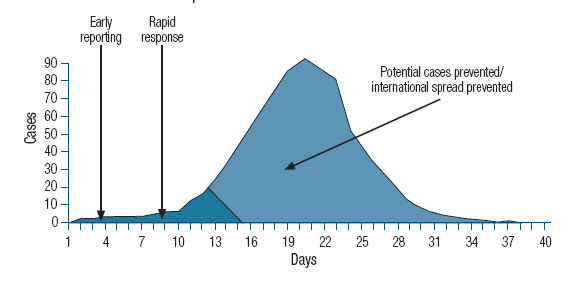 Early
reporting
Rapid
response
Potential cases prevented/
international spread prevented
Cases
90
80
70
60
50
40
30
20
10
0
1 4 7 10 13 16 19 22 25 28 31 34 37 40
Days